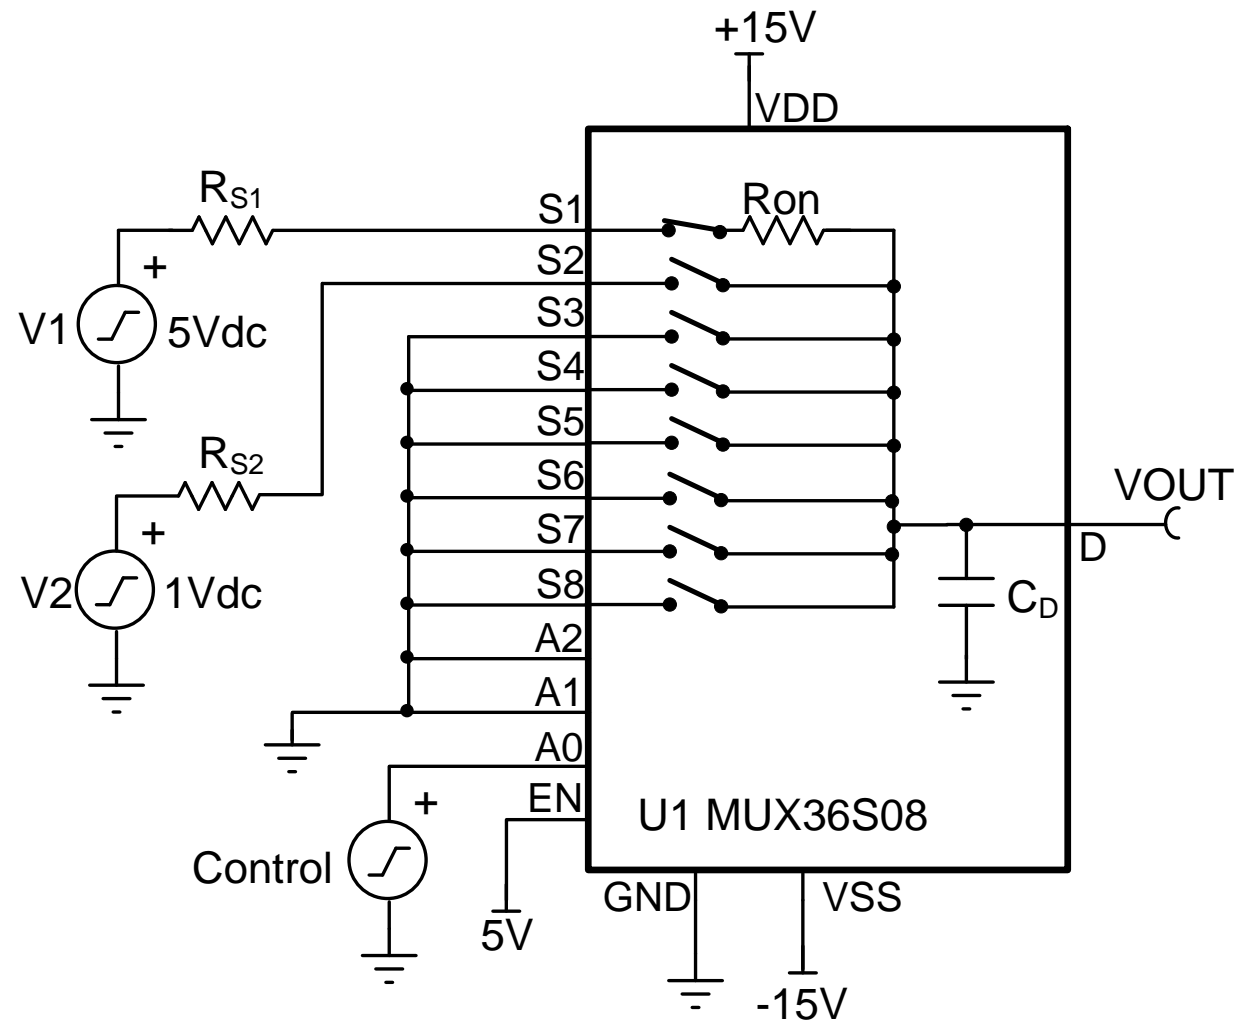 +15V
VDD
RS1
S1
Ron
S2
+
S3
V1
5Vdc
S4
S5
RS2
S6
VOUT
+
S7
D
V2
1Vdc
S8
CD
A2
A1
A0
+
EN
U1 MUX36S08
Control
GND
VSS
5V
-15V